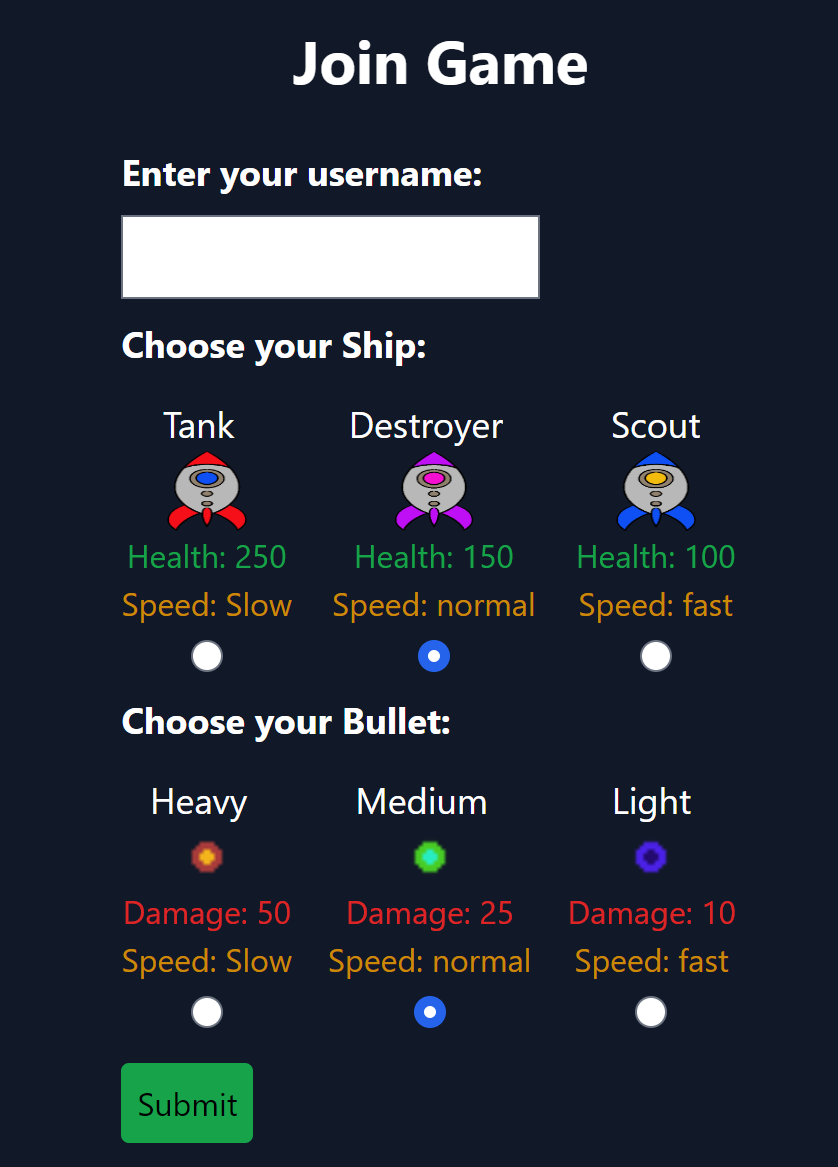 Join Game
Enter your username:
Choose your Ship:
Tank Destroyer Scout
Health: 250 Health: 150 Health: 100
Speed: Slow Speed: normal Speed: fast
Choose your Bullet:
Heavy Medium Light
Damage: 50 Damage: 25 Damage: 10
Speed: Slow Speed: normal Speed: fast
Submit